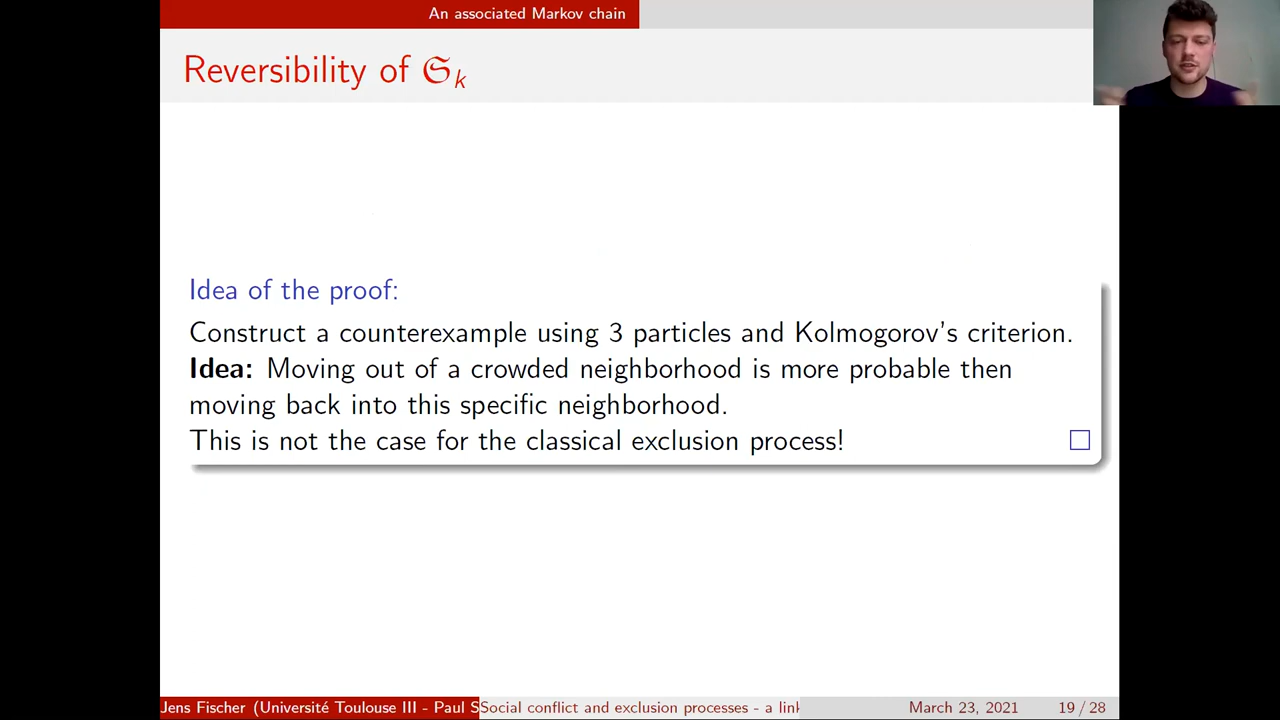 An associated Markov chain
Reversibility of 𝔖k
Idea of the proof:
Construct a counterexample using 3 particles and Kolmogorov's criterion.
Idea: Moving out of a crowded neighborhood is more probable then
moving back into this specific neighborhood.
This is not the case for the classical exclusion process!
Jens Fischer (Université Toulouse III - Paul S
Social conflict and exclusion processes - a link
March 23, 2021
19 / 28